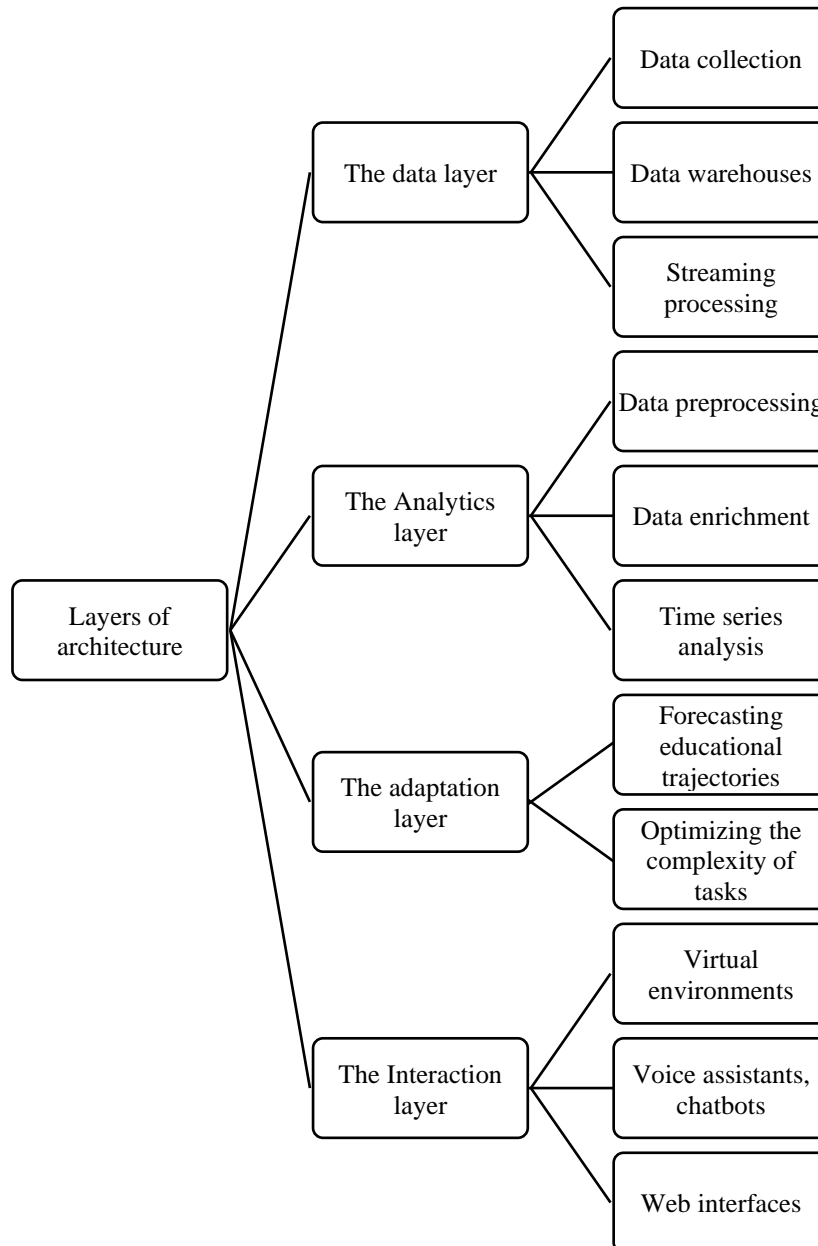 Data collection
The data layer
Data warehouses
Streaming
processing
Data preprocessing
The Analytics
layer
Data enrichment
Layers of
architecture
Time series
analysis
Forecasting
educational
trajectories
The adaptation
layer
Optimizing the
complexity of
tasks
Virtual
environments
The Interaction
layer
Voice assistants,
chatbots
Web interfaces